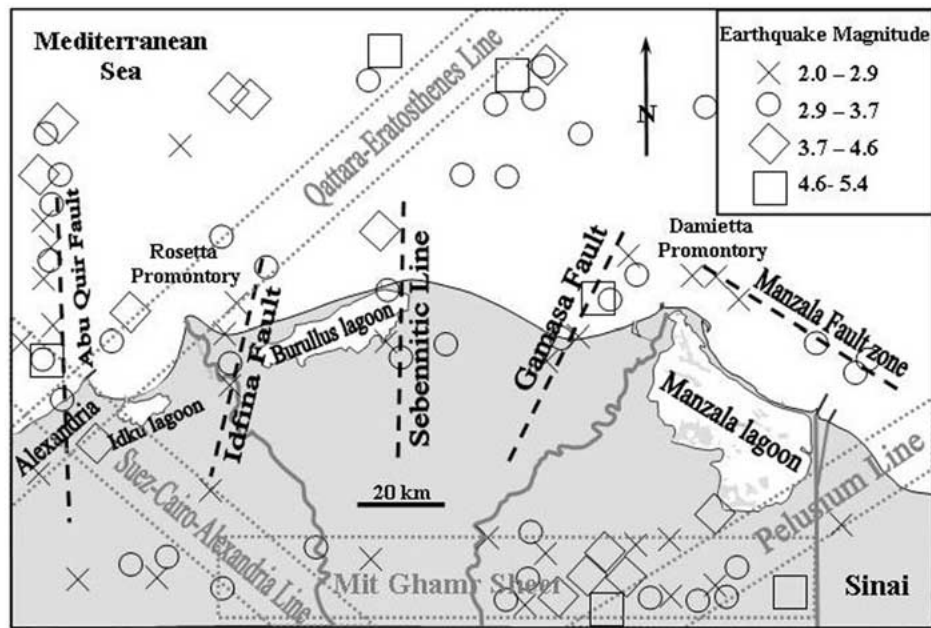 Mediterranean
Sea
Earthquake Magnitude
2.0 – 2.9
2.9 – 3.7
3.7 – 4.6
4.6- 5.4
N
Qattara-Eratosthenes Line
Abu Quir Fault
Rosetta
Promontory
Damietta
Promontory
Idfina Fault
Burullus lagoon
Sebennitic Line
Gamasa Fault
Manzala Fault zone
Alexandria
Idku lagoon
Manzala lagoon
Suez-Cairo-Alexandria Line
20 km
Pelusium Line
Mit Ghamr Sheet
Sinai